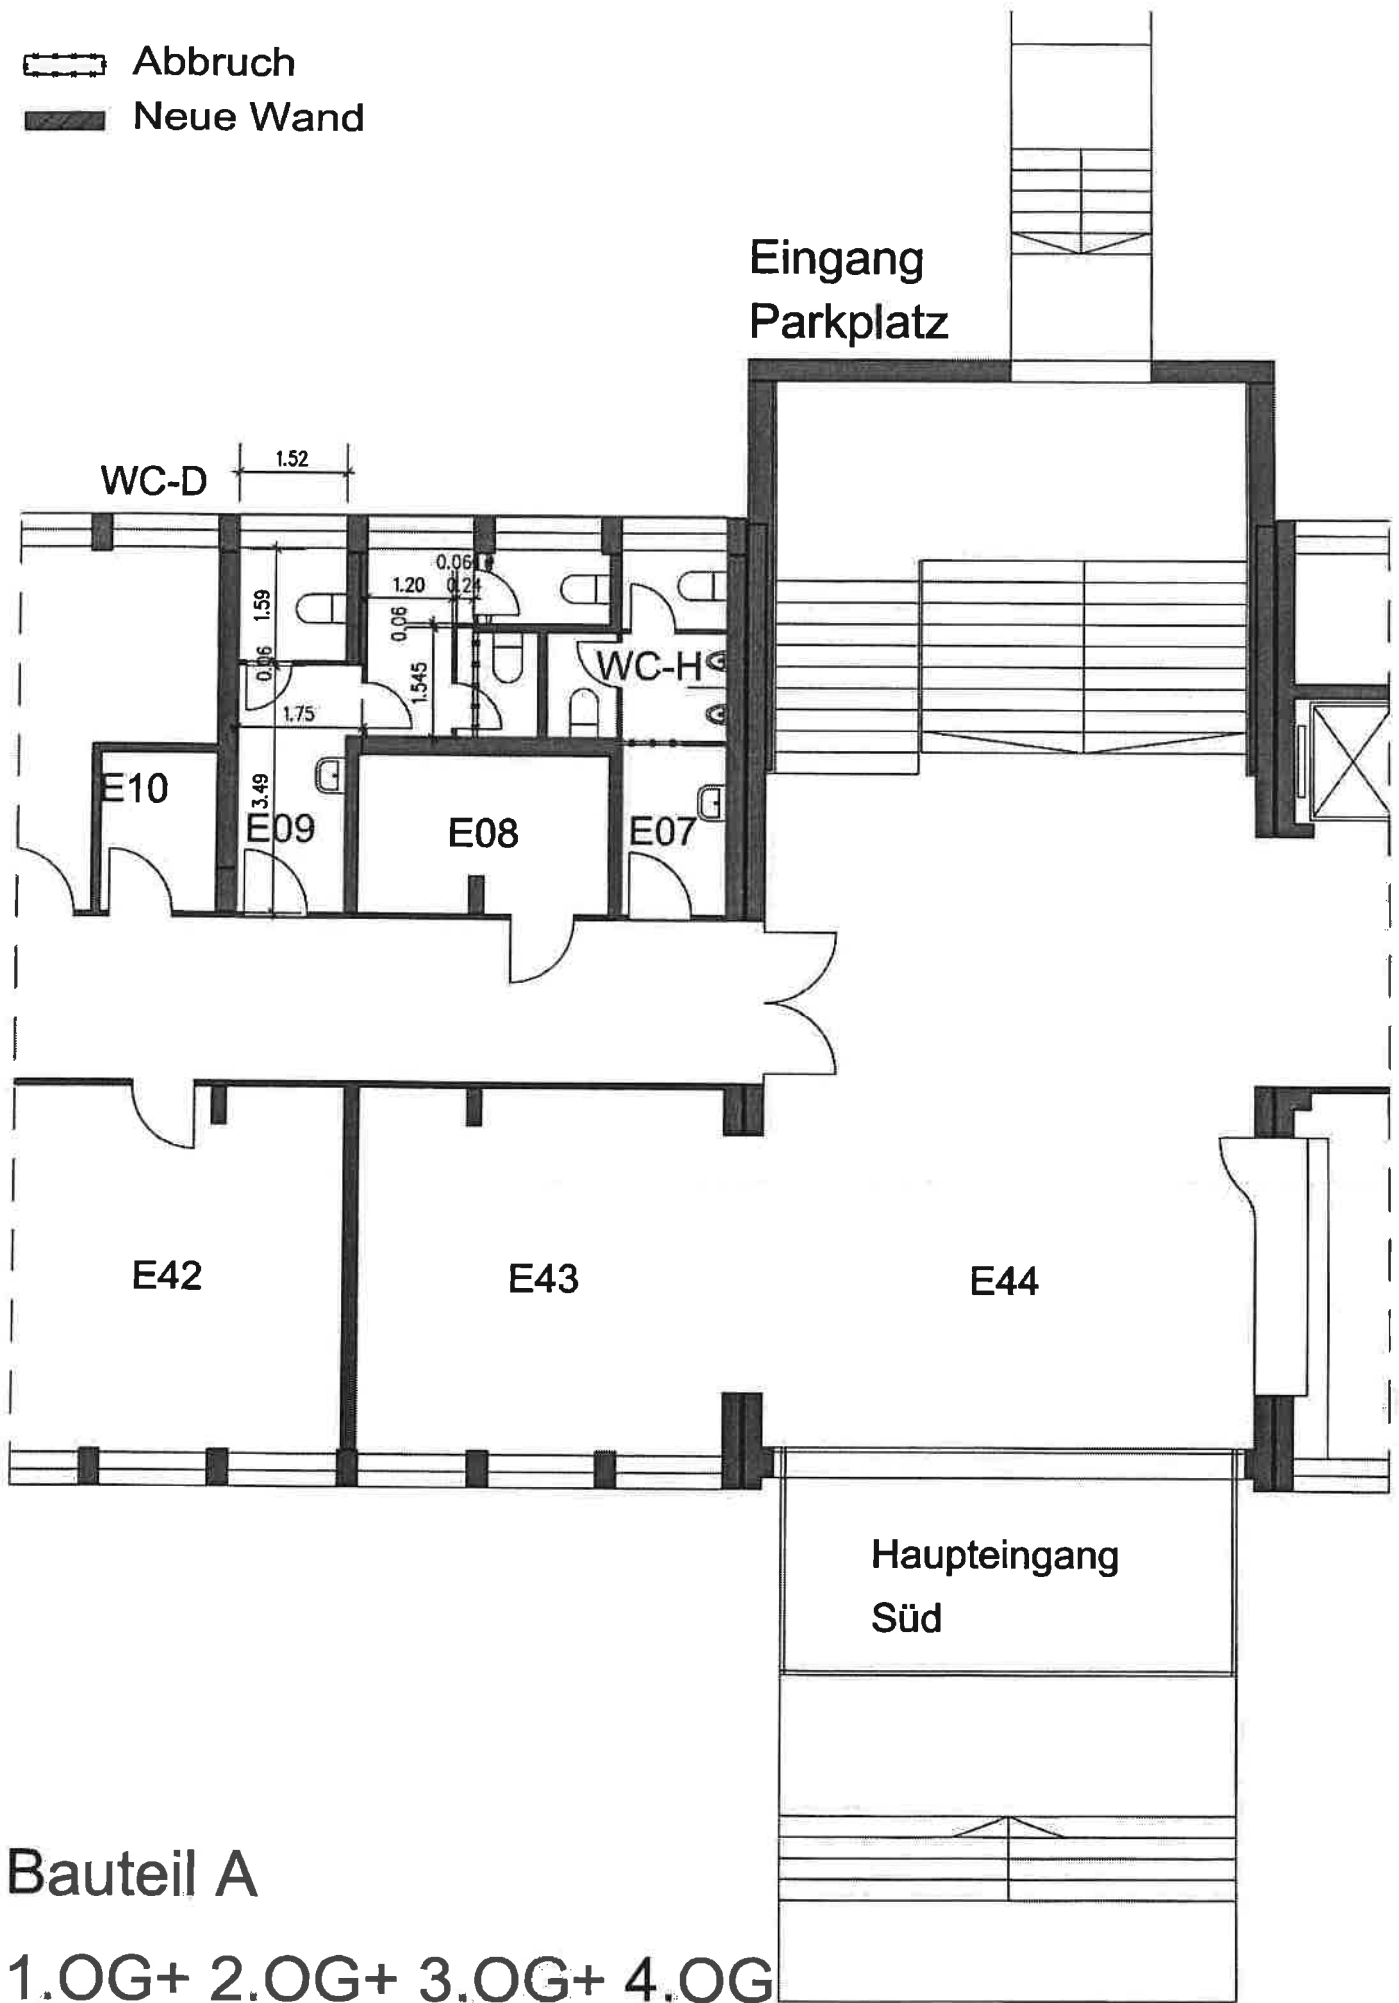 Abbruch
Neue Wand
Eingang
Parkplatz
WC-D
1.52
0.06
1.20
0.24
1.59
0.06
0.06
1.545
WC-H
1.75
E10
3.49
E09
E08
E07
E42
E43
E44
Haupteingang
Süd
Bauteil A
1.OG+ 2.OG+ 3.OG+ 4.OG